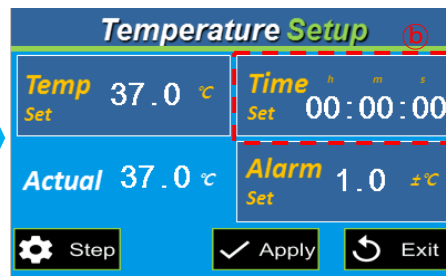 Temperature Setup
ⓑ
Temp Set 37.0 ℃
Time Set h m s 00:00:00
Actual 37.0 ℃
Alarm Set 1.0 ±℃
Step
Apply
Exit